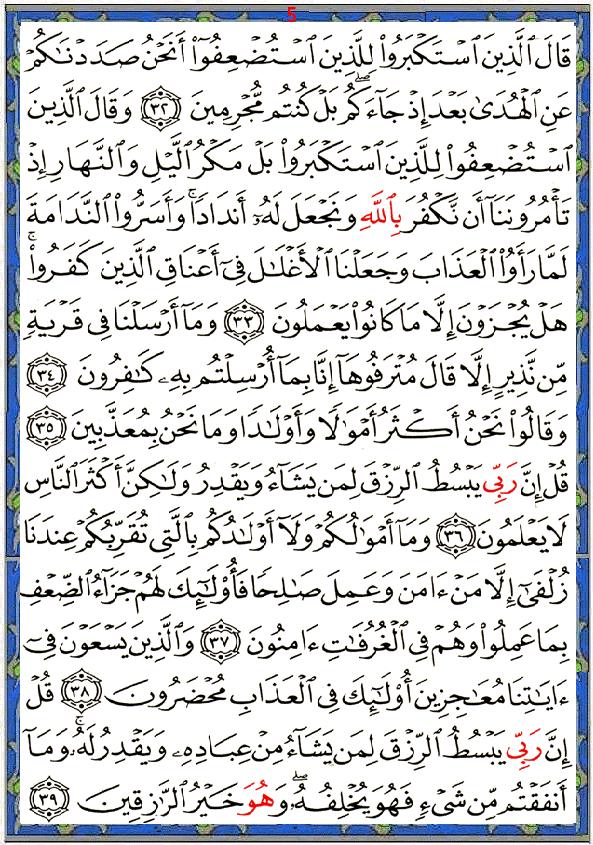 5
قَالَ ٱلَّذِينَ ٱسۡتَكۡبَرُواْ لِلَّذِينَ ٱسۡتُضۡعِفُوٓاْ أَنَحۡنُ صَدَدۡنَٰكُمۡ
عَنِ ٱلۡهُدَىٰ بَعۡدَ إِذۡ جَآءَكُمۖ بَلۡ كُنتُم مُّجۡرِمِينَ ٣٢ وَقَالَ ٱلَّذِينَ
ٱسۡتُضۡعِفُواْ لِلَّذِينَ ٱسۡتَكۡبَرُواْ بَلۡ مَكۡرُ ٱلَّيۡلِ وَٱلنَّهَارِ إِذۡ
تَأۡمُرُونَنَآ أَن نَّكۡفُرَ بِٱللَّهِ وَنَجۡعَلَ لَهُۥٓ أَندَادٗاۚ وَأَسَرُّواْ ٱلنَّدَامَةَ
لَمَّا رَأَوُاْ ٱلۡعَذَابَ وَجَعَلۡنَا ٱلۡأَغۡلَٰلَ فِيٓ أَعۡنَاقِ ٱلَّذِينَ كَفَرُواْۚ
هَلۡ يُجۡزَوۡنَ إِلَّا مَا كَانُواْ يَعۡمَلُونَ ٣٣ وَمَآ أَرۡسَلۡنَا فِي قَرۡيَةٖ
مِّن نَّذِيرٍ إِلَّا قَالَ مُتۡرَفُوهَآ إِنَّا بِمَآ أُرۡسِلۡتُم بِهِۦ كَٰفِرُونَ ٣٤
وَقَالُواْ نَحۡنُ أَكۡثَرُ أَمۡوَٰلٗا وَأَوۡلَٰدٗا وَمَا نَحۡنُ بِمُعَذَّبِينَ ٣٥
قُلۡ إِنَّ رَبِّي يَبۡسُطُ ٱلرِّزۡقَ لِمَن يَشَآءُ وَيَقۡدِرُ وَلَٰكِنَّ أَكۡثَرَ ٱلنَّاسِ
لَا يَعۡلَمُونَ ٣٦ وَمَآ أَمۡوَٰلُكُمۡ وَلَآ أَوۡلَٰدُكُم بِٱلَّتِي تُقَرِّبُكُمۡ عِندَنَا
زُلۡفَىٰٓ إِلَّا مَنۡ ءَامَنَ وَعَمِلَ صَٰلِحٗا فَأُوْلَٰٓئِكَ لَهُمۡ جَزَآءُ ٱلضِّعۡفِ
بِمَا عَمِلُواْ وَهُمۡ فِي ٱلۡغُرُفَٰتِ ءَامِنُونَ ٣٧ وَٱلَّذِينَ يَسۡعَوۡنَ فِيٓ
ءَايَٰتِنَا مُعَٰجِزِينَ أُوْلَٰٓئِكَ فِي ٱلۡعَذَابِ مُحۡضَرُونَ ٣٨ قُلۡ
إِنَّ رَبِّي يَبۡسُطُ ٱلرِّزۡقَ لِمَن يَشَآءُ مِنۡ عِبَادِهِۦ وَيَقۡدِرُ لَهُۥۚ وَمَآ
أَنفَقۡتُم مِّن شَيۡءٖ فَهُوَ يُخۡلِفُهُۥۖ وَهُوَ خَيۡرُ ٱلرَّٰزِقِينَ ٣٩